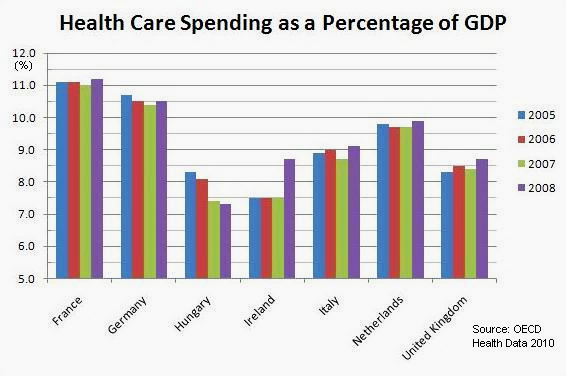 Health Care Spending as a Percentage of GDP
12.0
(%)
11.0
10.0
9.0
8.0
7.0
6.0
5.0
France
Germany
Hungary
Ireland
Italy
Netherlands
United Kingdom
2005
2006
2007
2008
Source: OECD
Health Data 2010